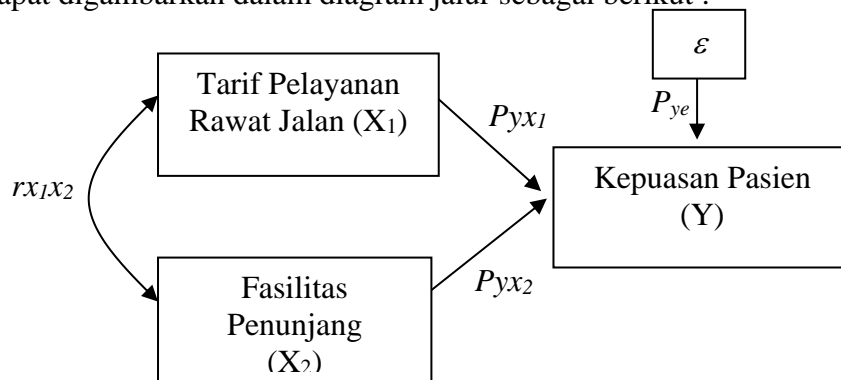 dapat digambarkan dalam diagram jalur sebagai berikut :
ε
Tarif Pelayanan
Rawat Jalan (X₁)
Pyx₁
Pyₑ
rx₁x₂
Kepuasan Pasien
(Y)
Fasilitas
Penunjang
(X₂)
Pyx₂